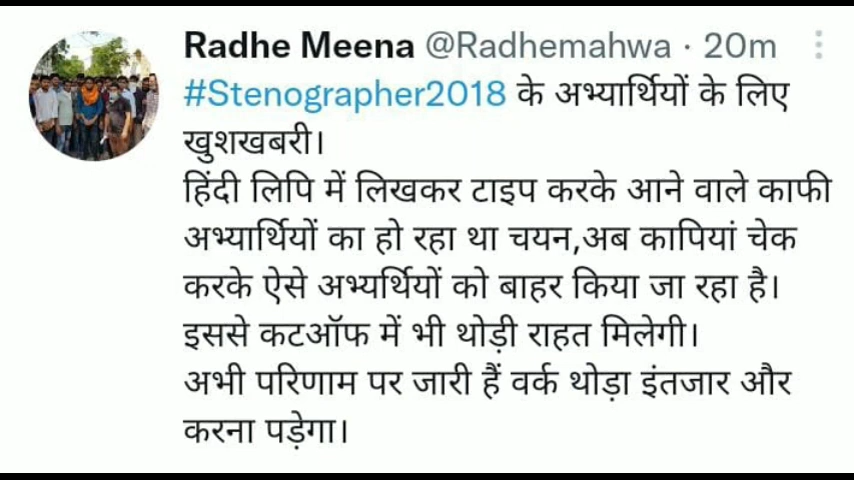 Radhe Meena @Radhemahwa · 20m
#Stenographer2018 के अभ्यार्थियों के लिए
खुशखबरी।
हिंदी लिपि में लिखकर टाइप करके आने वाले काफी
अभ्यार्थियों का हो रहा था चयन,अब कापियां चेक
करके ऐसे अभ्यर्थियों को बाहर किया जा रहा है।
इससे कटऑफ में भी थोड़ी राहत मिलेगी।
अभी परिणाम पर जारी हैं वर्क थोड़ा इंतजार और
करना पड़ेगा।